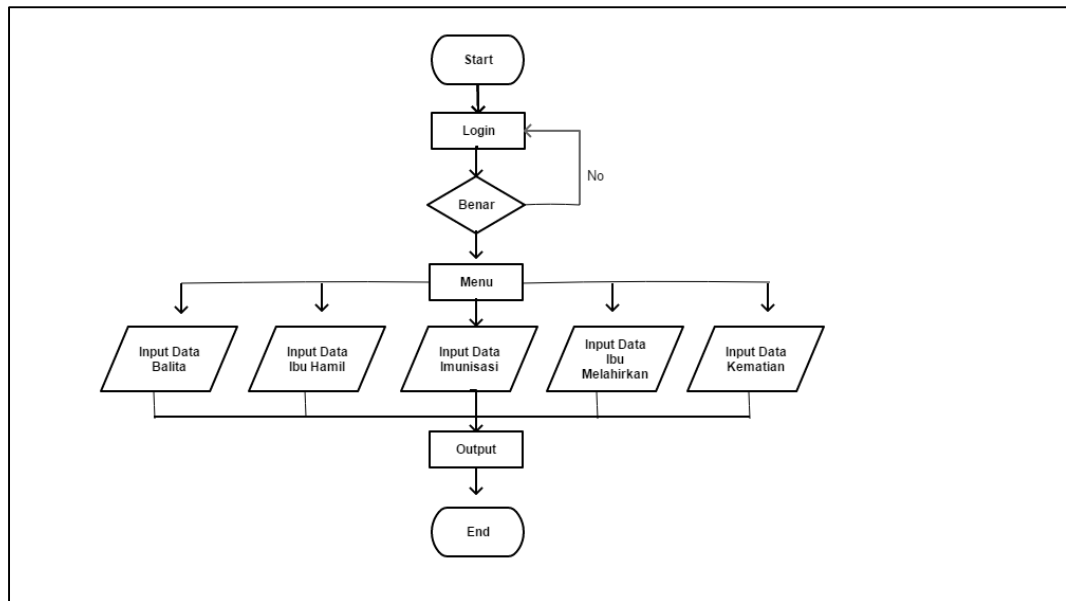 Start
Login
No
Benar
Menu
Input Data
Balita
Input Data
Ibu Hamil
Input Data
Imunisasi
Input Data
Ibu
Melahirkan
Input Data
Kematian
Output
End